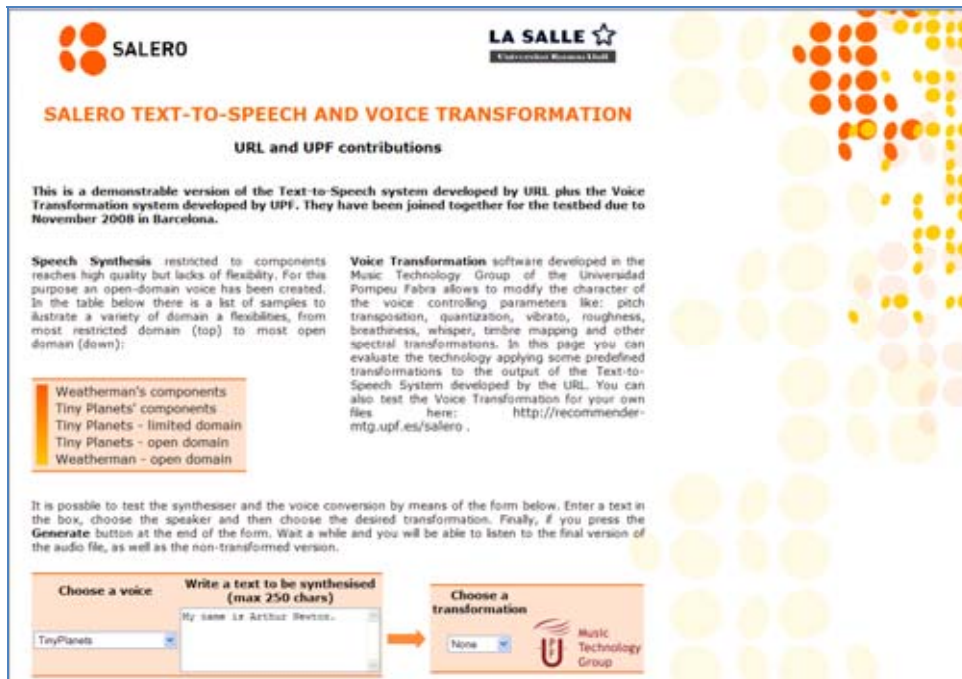 SALERO
LA SALLE
Universitat Ramon Llull
SALERO TEXT-TO-SPEECH AND VOICE TRANSFORMATION
URL and UPF contributions
This is a demonstrable version of the Text-to-Speech system developed by URL plus the Voice
Transformation system developed by UPF. They have been joined together for the testbed due to
November 2008 in Barcelona.
Speech Synthesis restricted to components
reaches high quality but lacks of flexibility. For this
purpose an open-domain voice has been created.
In the table below there is a list of samples to
ilustrate a variety of domain a flexibilities, from
most restricted domain (top) to most open
domain (down):
Weatherman's components
Tiny Planets' components
Tiny Planets - limited domain
Tiny Planets - open domain
Weatherman - open domain
Voice Transformation software developed in the
Music Technology Group of the Universidad
Pompeu Fabra allows to modify the character of
the voice controlling parameters like: pitch
transposition, quantization, vibrato, roughness,
breathiness, whisper, timbre mapping and other
spectral transformations. In this page you can
evaluate the technology applying some predefined
transformations to the output of the Text-to-
Speech System developed by the URL. You can
also test the Voice Transformation for your own
files here: http://recommender-
mtg.upf.es/salero .
It is possable to test the synthesiser and the voice conversion by means of the form below. Enter a text in
the box, choose the speaker and then choose the desired transformation. Finally, if you press the
Generate button at the end of the form. Wait a while and you will be able to listen to the final version of
the audio file, as well as the non-transformed version.
Choose a voice
TinyPlanets
Write a text to be synthesised
(max 250 chars)
My name is Arthur Newton.
Choose a
transformation
None
UPF
Music
Technology
Group